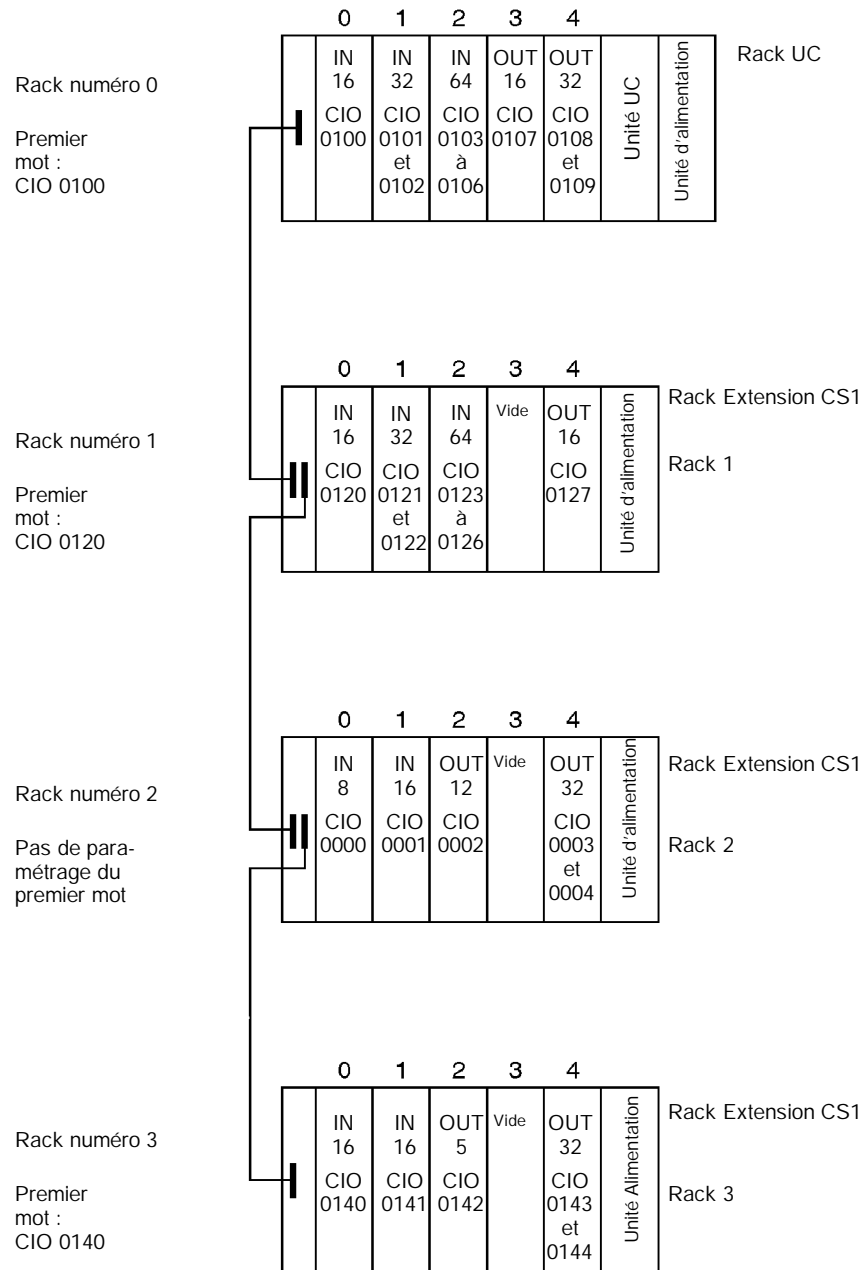 0 1 2 3 4
Rack numéro 0
Premier
mot :
CIO 0100
IN
16
CIO
0100
IN
32
CIO
0101
et
0102
IN
64
CIO
0103
à
0106
OUT
16
CIO
0107
OUT
32
CIO
0108
et
0109
Unité UC
Unité d'alimentation
Rack UC
0 1 2 3 4
Rack numéro 1
Premier
mot :
CIO 0120
IN
16
CIO
0120
IN
32
CIO
0121
et
0122
IN
64
CIO
0123
à
0126
Vide
OUT
16
CIO
0127
Unité d'alimentation
Rack Extension CS1
Rack 1
0 1 2 3 4
Rack numéro 2
Pas de para-
métrage du
premier mot
IN
8
CIO
0000
IN
16
CIO
0001
OUT
12
CIO
0002
Vide
OUT
32
CIO
0003
et
0004
Unité d'alimentation
Rack Extension CS1
Rack 2
0 1 2 3 4
Rack numéro 3
Premier
mot :
CIO 0140
IN
16
CIO
0140
IN
16
CIO
0141
OUT
5
CIO
0142
Vide
OUT
32
CIO
0143
et
0144
Unité Alimentation
Rack Extension CS1
Rack 3